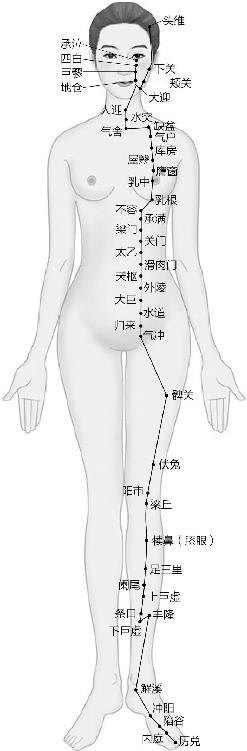 头维
承泣
四白
巨髎
地仓
下关
颊关
大迎
人迎
水突
气舍
缺盆
气户
库房
屋翳
膺窗
乳中
乳根
不容
承满
梁门
关门
太乙
滑肉门
天枢
外陵
大巨
水道
归来
气冲
髀关
伏兔
阴市
梁丘
犊鼻（膝眼）
足三里
阑尾
上巨虚
条口
丰隆
下巨虚
解溪
冲阳
陷谷
内庭
厉兑